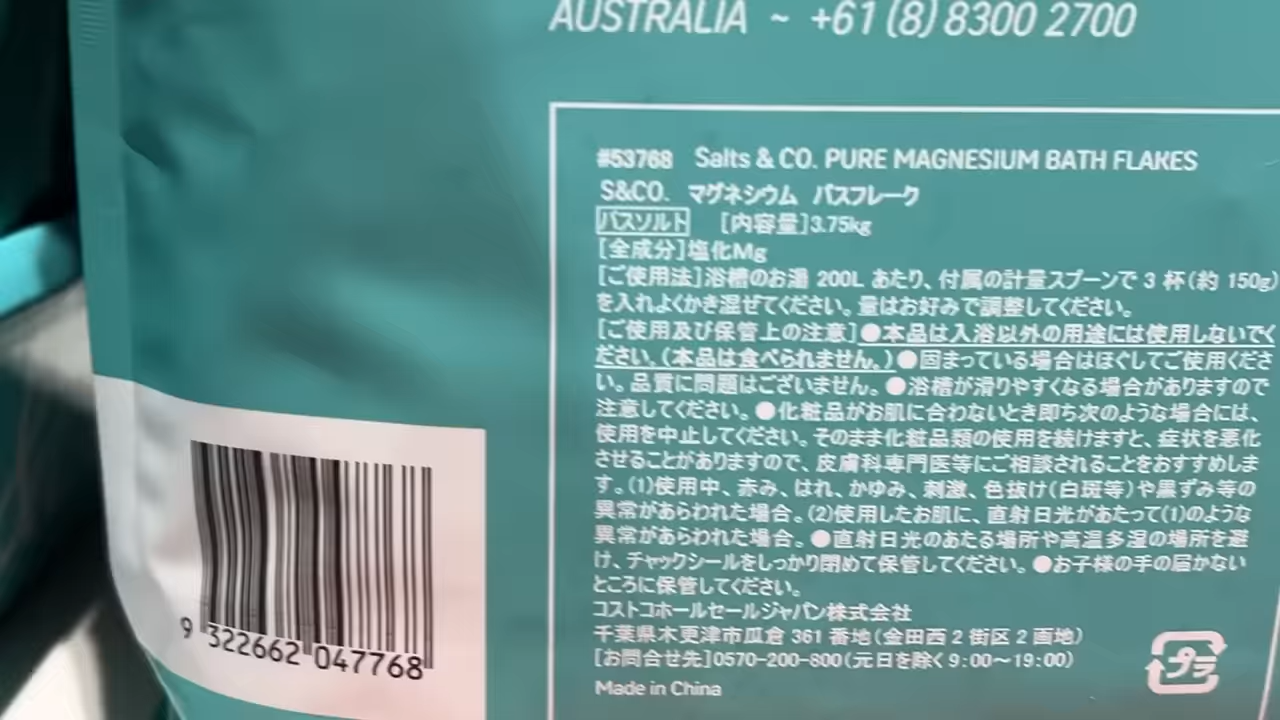 AUSTRALIA ~ +61 (8) 8300 2700
#53768 Salts & CO. PURE MAGNESIUM BATH FLAKES
S&CO. マグネシウム バスフレーク
バスソルト [内容量]3.75kg
[全成分]塩化Mg
[ご使用法]浴槽のお湯 200L あたり、付属の計量スプーンで 3 杯(約 150g)
を入れよくかき混ぜてください。量はお好みで調整してください。
[ご使用及び保管上の注意]●本品は入浴以外の用途には使用しないでく
ださい。(本品は食べられません。)●固まっている場合はほぐしてご使用くださ
い。品質に問題はございません。●浴槽が滑りやすくなる場合がありますので
注意してください。●化粧品がお肌に合わないとき即ち次のような場合には、
使用を中止してください。そのまま化粧品類の使用を続けますと、症状を悪化
させることがありますので、皮膚科専門医等にご相談されることをおすすめしま
す。(1)使用中、赤み、はれ、かゆみ、刺激、色抜け(白斑等)や黒ずみ等の
異常があらわれた場合。(2)使用したお肌に、直射日光があたって(1)のような
異常があらわれた場合。●直射日光のあたる場所や高温多湿の場所を避
け、チャックシールをしっかり閉めて保管してください。●お子様の手の届かない
ところに保管してください。
コストコホールセールジャパン株式会社
千葉県木更津市瓜倉 361 番地(金田西 2 街区 2 画地)
[お問合せ先]0570-200-800(元日を除く 9:00~19:00)
Made in China
プラ
9 322662 047768